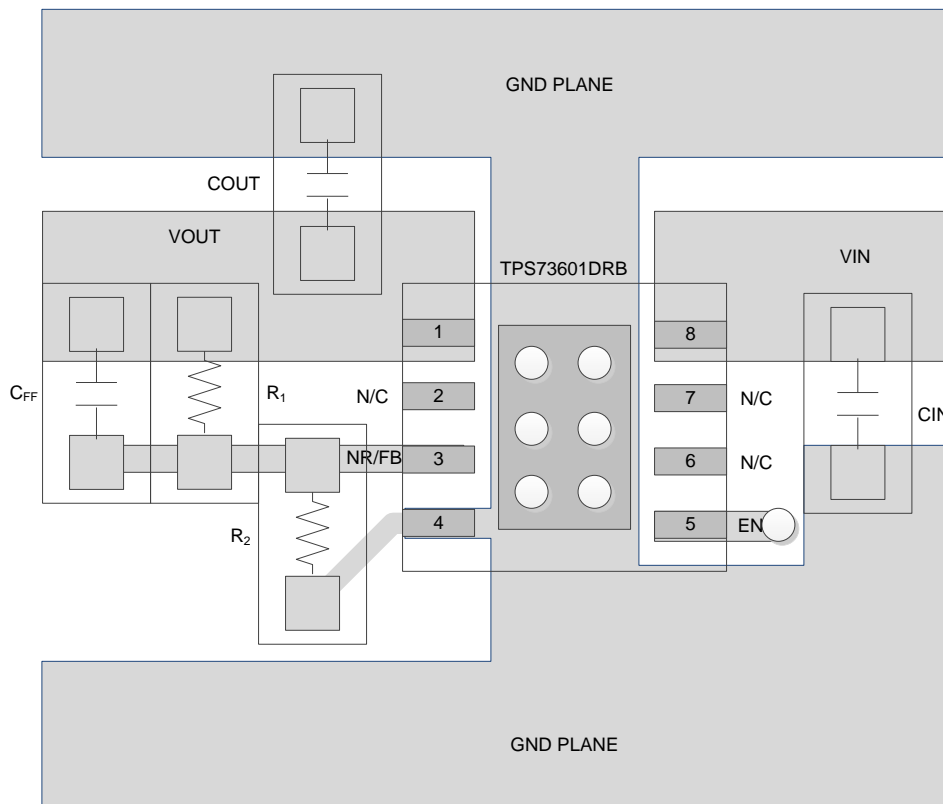 GND PLANE
COUT
VOUT
TPS73601DRB
VIN
1
8
CFF
R1
N/C
2
7
N/C
CIN
NR/FB
3
6
N/C
R2
4
5
EN
GND PLANE